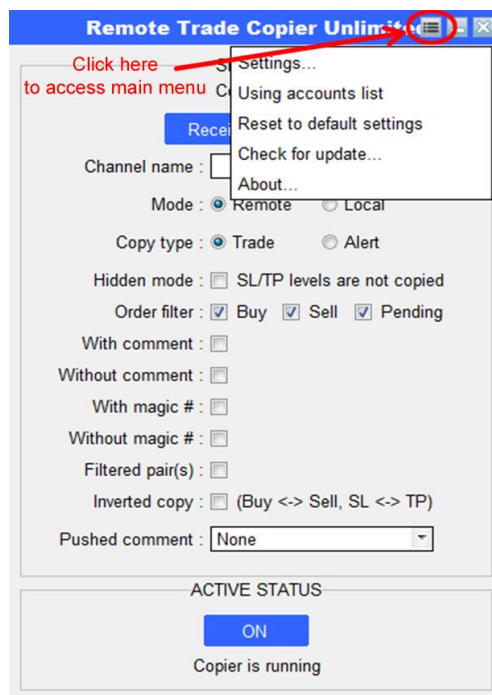 Remote Trade Copier Unlimite
Click here
to access main menu
Settings...
Using accounts list
Reset to default settings
Check for update...
About...
Channel name :
Mode : Remote Local
Copy type : Trade Alert
Hidden mode : SL/TP levels are not copied
Order filter : Buy Sell Pending
With comment :
Without comment :
With magic # :
Without magic # :
Filtered pair(s) :
Inverted copy : (Buy <-> Sell, SL <-> TP)
Pushed comment : None
ACTIVE STATUS
ON
Copier is running